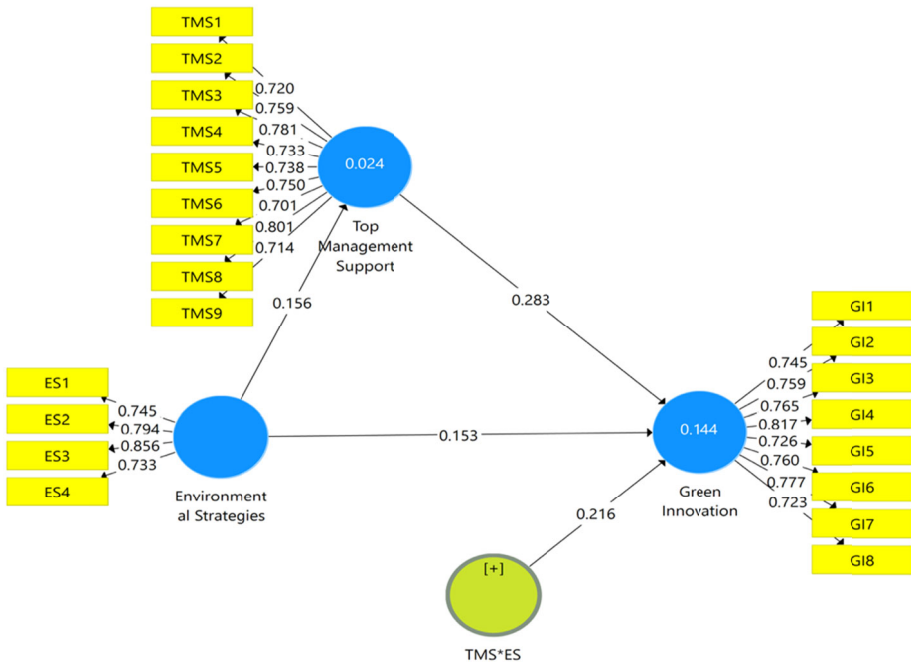 TMS1
TMS2
TMS3
TMS4
TMS5
TMS6
TMS7
TMS8
TMS9
0.720
0.759
0.781
0.733
0.738
0.750
0.701
0.801
0.714
0.024
Top
Management
Support
0.156
0.283
ES1
ES2
ES3
ES4
0.745
0.794
0.856
0.733
Environment
al Strategies
0.153
0.144
Green
Innovation
0.745
0.759
0.765
0.817
0.726
0.760
0.777
0.723
GI1
GI2
GI3
GI4
GI5
GI6
GI7
GI8
0.216
[+]
TMS*ES